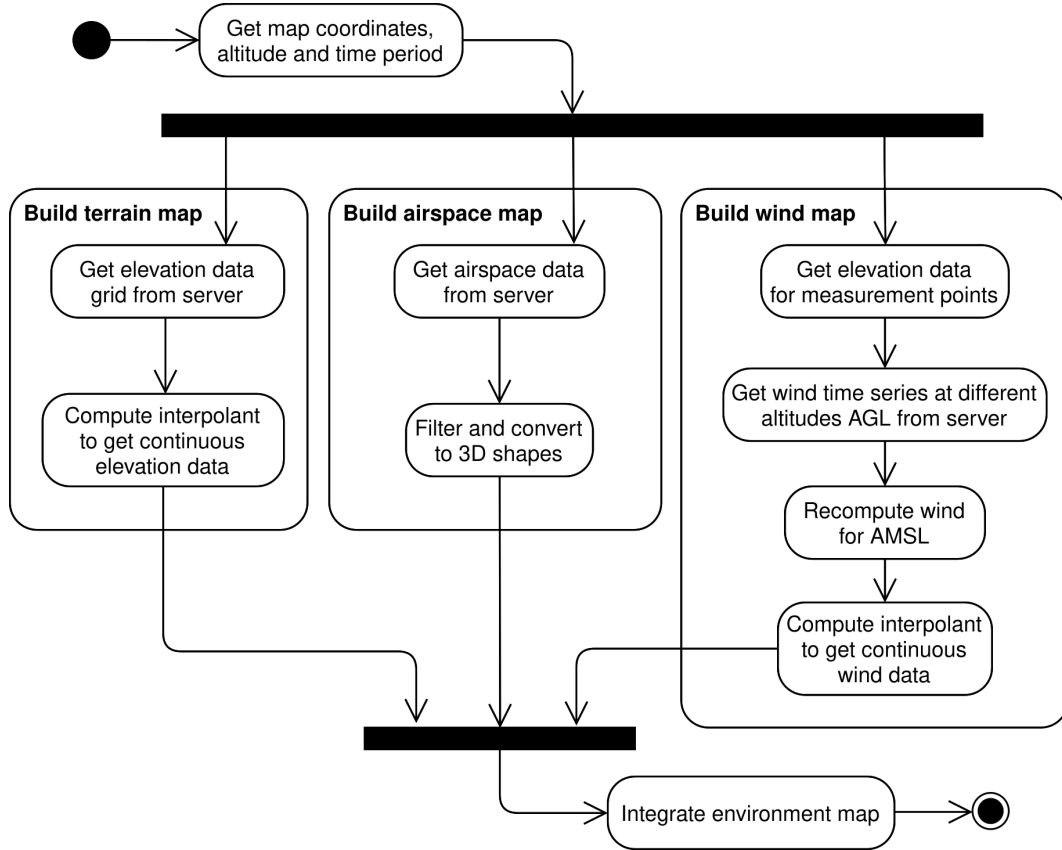 Get map coordinates,
altitude and time period
Build terrain map
Get elevation data
grid from server
Compute interpolant
to get continuous
elevation data
Build airspace map
Get airspace data
from server
Filter and convert
to 3D shapes
Build wind map
Get elevation data
for measurement points
Get wind time series at different
altitudes AGL from server
Recompute wind
for AMSL
Compute interpolant
to get continuous
wind data
Integrate environment map